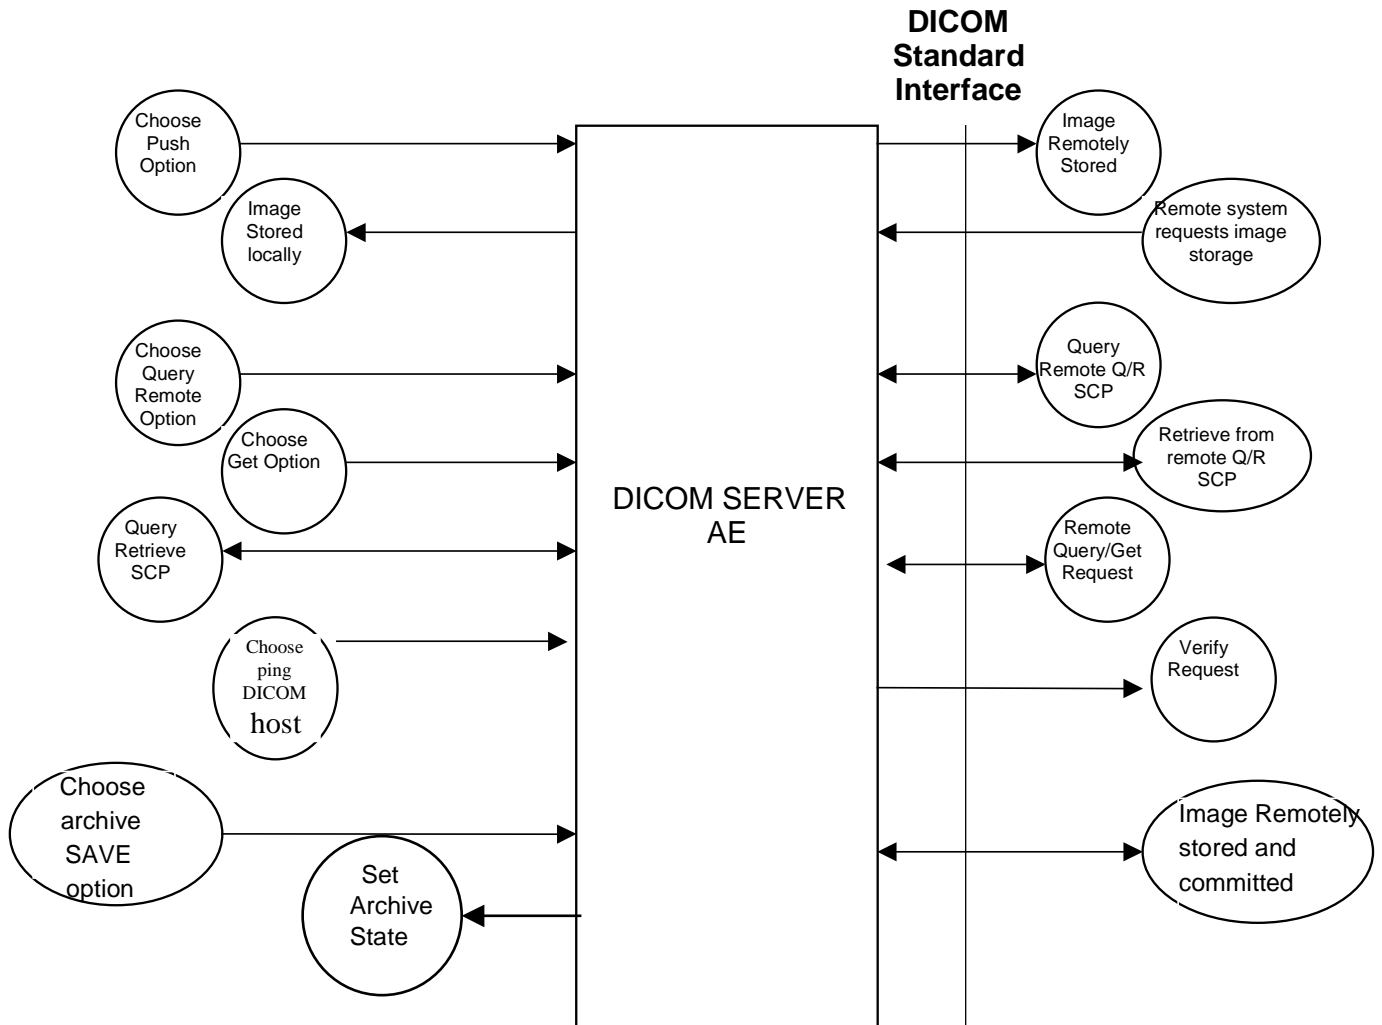 DICOM
Standard
Interface
Choose
Push
Option
Image
Remotely
Stored
Image
Stored
locally
Remote system
requests image
storage
Choose
Query
Remote
Option
Query
Remote Q/R
SCP
Choose
Get Option
Retrieve from
remote Q/R
SCP
DICOM SERVER
AE
Query
Retrieve
SCP
Remote
Query/Get
Request
Choose
ping
DICOM
host
Verify
Request
Choose
archive
SAVE
option
Image Remotely
stored and
committed
Set
Archive
State